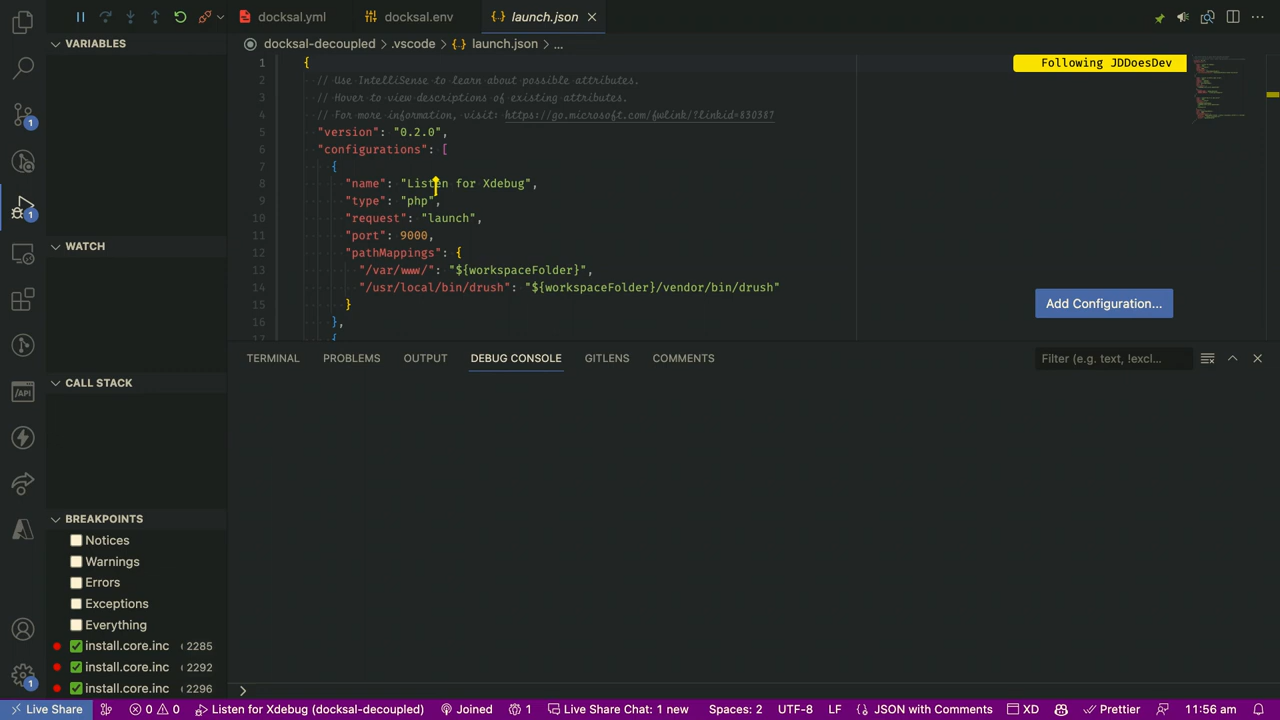 docksal.yml
docksal.env
launch.json
VARIABLES
docksal-decoupled
.vscode
launch.json
...
Following JDDoesDev
1 {
2 // Use IntelliSense to learn about possible attributes.
3 // Hover to view descriptions of existing attributes.
4 // For more information, visit: https://go.microsoft.com/fwlink/?linkid=830387
5 "version": "0.2.0",
6 "configurations": [
7 {
8 "name": "Listen for Xdebug",
9 "type": "php",
10 "request": "launch",
11 "port": 9000,
12 "pathMappings": {
13 "/var/www/": "${workspaceFolder}",
14 "/usr/local/bin/drush": "${workspaceFolder}/vendor/bin/drush"
15 }
16 },
17 {
Add Configuration...
WATCH
CALL STACK
BREAKPOINTS
Notices
Warnings
Errors
Exceptions
Everything
install.core.inc 2285
install.core.inc 2292
install.core.inc 2296
1
1
/API
1
TERMINAL
PROBLEMS
OUTPUT
DEBUG CONSOLE
GITLENS
COMMENTS
Filter (e.g. text, !excl...
Live Share
0
0
Listen for Xdebug (docksal-decoupled)
Joined
1
Live Share Chat: 1 new
Spaces: 2
UTF-8
LF
{} JSON with Comments
XD
Prettier
11:56 am